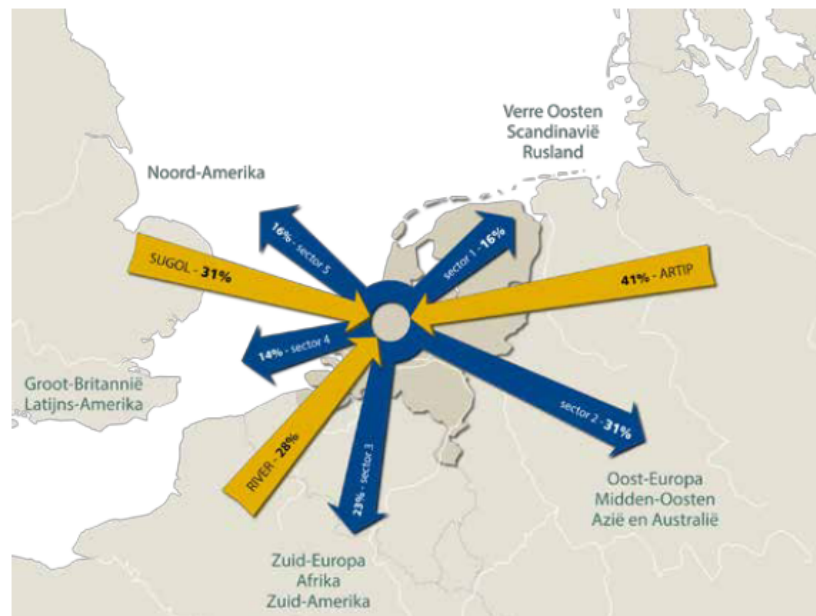 Verre Oosten
Scandinavië
Rusland
Noord-Amerika
16% - sector 5
sector 1 - 16%
SUGOL - 31%
41% - ARTIP
14% - sector 4
Groot-Britannië
Latijns-Amerika
sector 2 - 31%
RIVER - 28%
23% - sector 3
Oost-Europa
Midden-Oosten
Azië en Australië
Zuid-Europa
Afrika
Zuid-Amerika